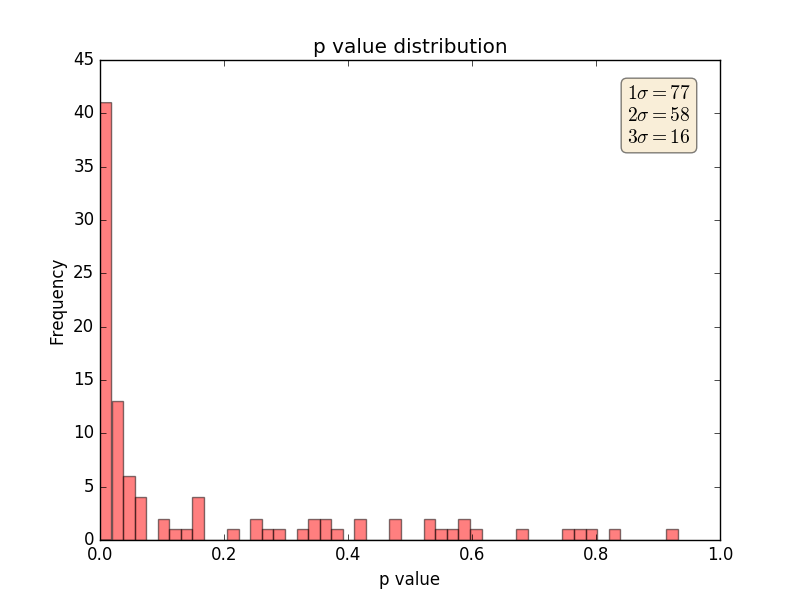 p value distribution
1σ = 77
2σ = 58
3σ = 16
45
40
35
30
25
20
15
10
5
0
Frequency
0.0 0.2 0.4 0.6 0.8 1.0
p value